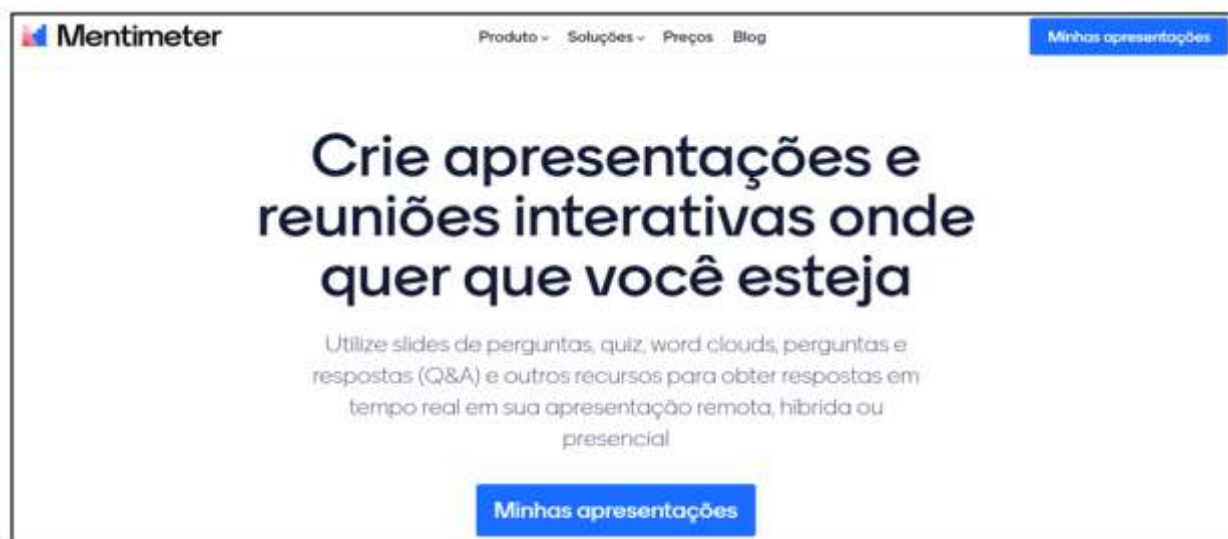 Mentimeter
Produto Soluções Preços Blog
Minhas apresentações
Crie apresentações e
reuniões interativas onde
quer que você esteja
Utilize slides de perguntas, quiz, word clouds, perguntas e
respostas (Q&A) e outros recursos para obter respostas em
tempo real em sua apresentação remota, híbrida ou
presencial
Minhas apresentações